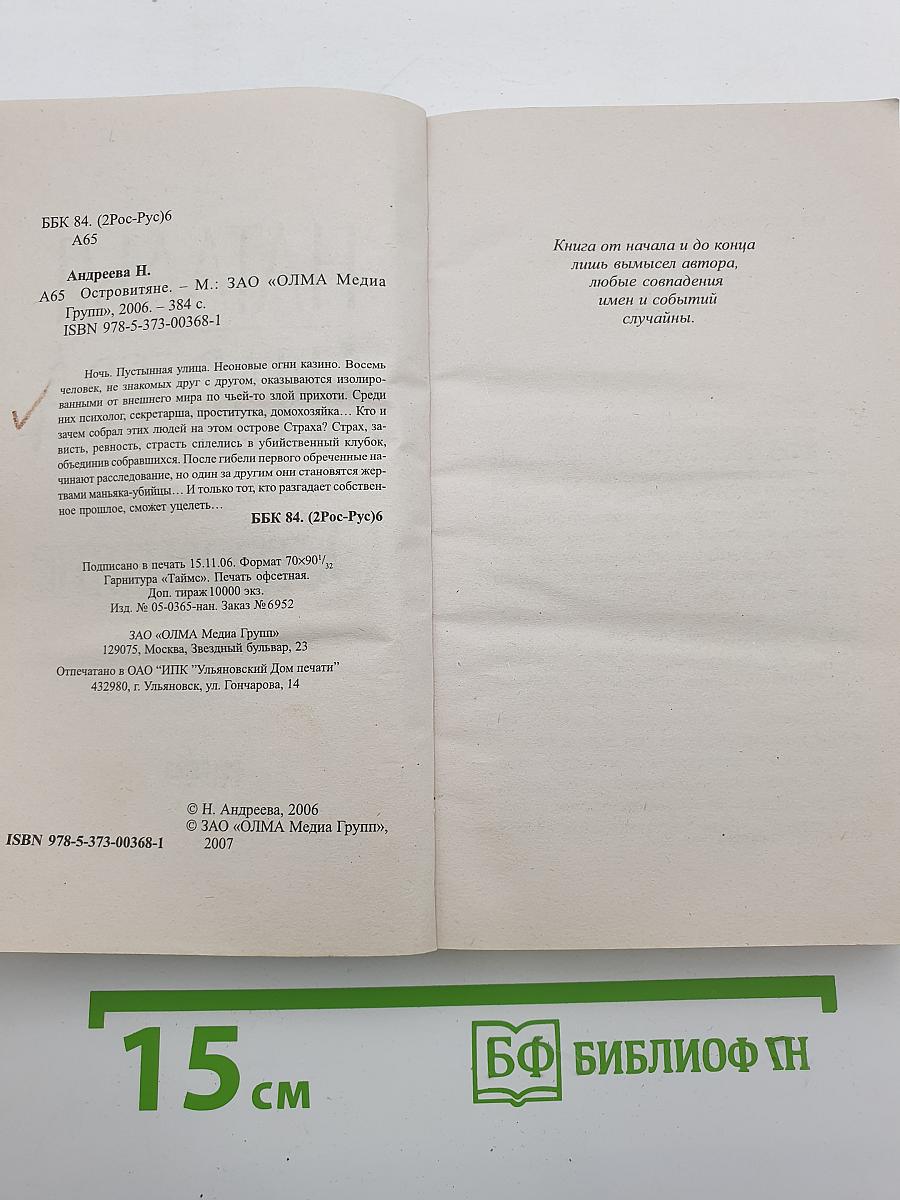 ББК 84. (2Рос-Рус)6
А65
Андреева Н.
А65 Островитяне. – М.: ЗАО «ОЛМА Медиа
Групп», 2006. – 384 с.
ISBN 978-5-373-00368-1
Ночь. Пустынная улица. Неоновые огни казино. Восемь
человек, не знакомых друг с другом, оказываются изолиро-
ванными от внешнего мира по чьей-то злой прихоти. Среди
них психолог, секретарша, проститутка, домохозяйка… Кто и
зачем собрал этих людей на этом острове Страха? Страх, за-
висть, ревность, страсть сплелись в убийственный клубок,
объединив собравшихся. После гибели первого обреченные на-
чинают расследование, но один за другим они становятся жер-
твами маньяка-убийцы… И только тот, кто разгадает собствен-
ное прошлое, сможет уцелеть…
ББК 84. (2Рос-Рус)6
Подписано в печать 15.11.06. Формат 70×90 1/32
Гарнитура «Таймс». Печать офсетная.
Доп. тираж 10000 экз.
Изд. № 05-0365-нан. Заказ № 6952
ЗАО «ОЛМА Медиа Групп»
129075, Москва, Звездный бульвар, 23
Отпечатано в ОАО “ИПК ”Ульяновский Дом печати”
432980, г. Ульяновск, ул. Гончарова, 14
© Н. Андреева, 2006
© ЗАО «ОЛМА Медиа Групп»,
2007
ISBN 978-5-373-00368-1
Книга от начала и до конца
лишь вымысел автора,
любые совпадения
имен и событий
случайны.
15 см
БФ БИБЛИОФ